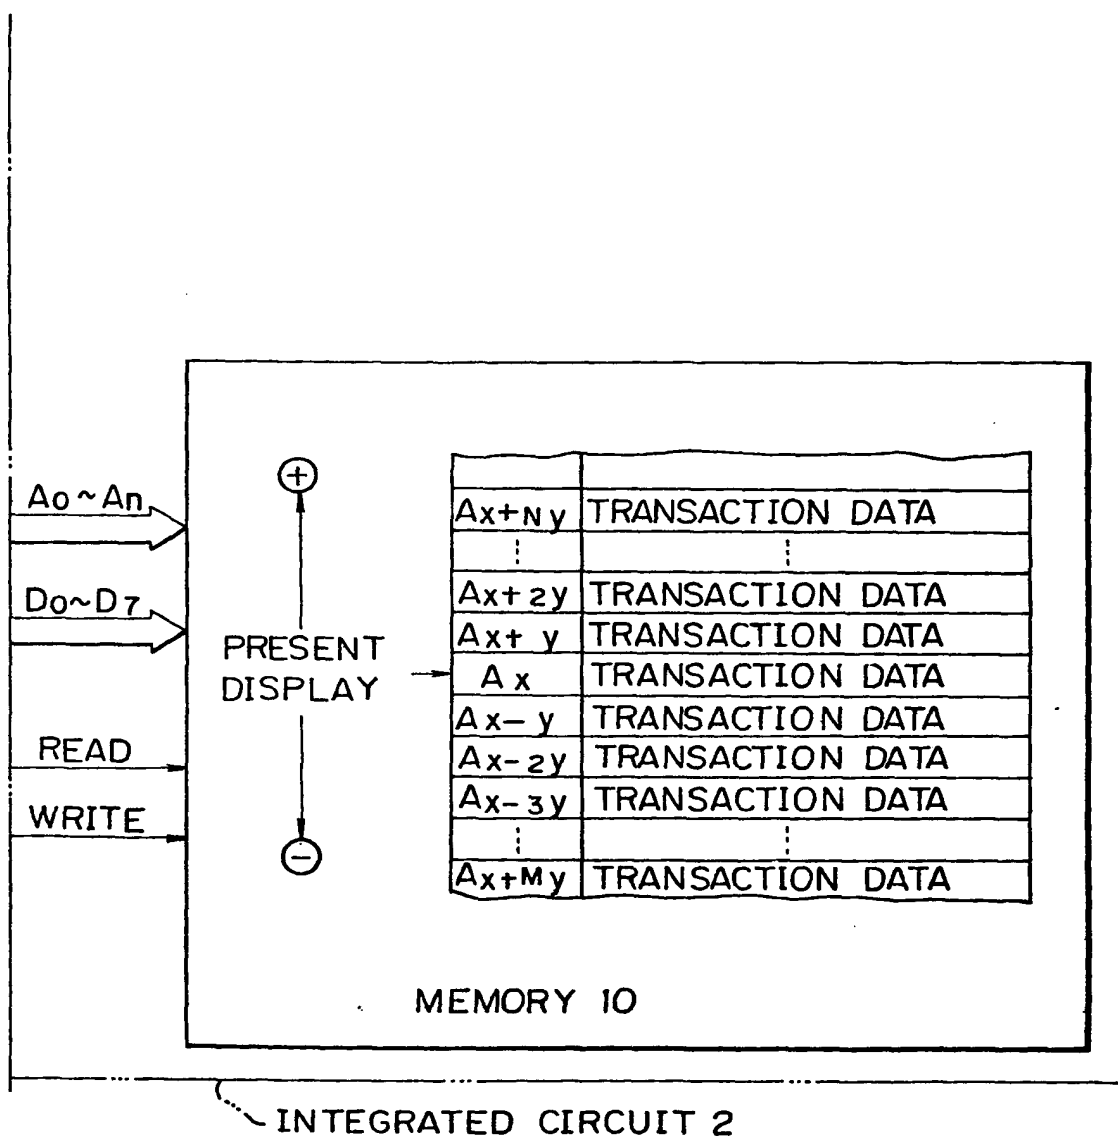 Ao~An
Do~D7
READ
WRITE
⊕
PRESENT
DISPLAY
⊖
Ax+Ny TRANSACTION DATA
Ax+2y TRANSACTION DATA
Ax+y TRANSACTION DATA
Ax TRANSACTION DATA
Ax-y TRANSACTION DATA
Ax-2y TRANSACTION DATA
Ax-3y TRANSACTION DATA
Ax+My TRANSACTION DATA
MEMORY 10
INTEGRATED CIRCUIT 2